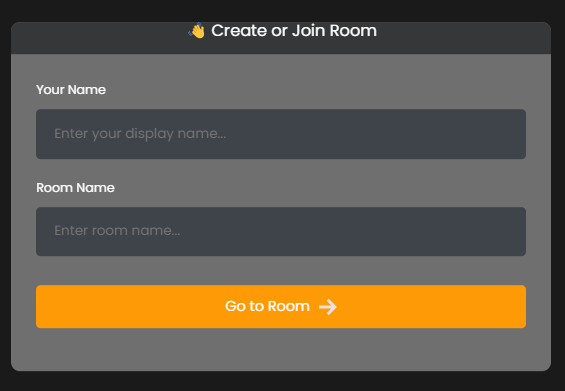 👋 Create or Join Room
Your Name
Enter your display name...
Room Name
Enter room name...
Go to Room →